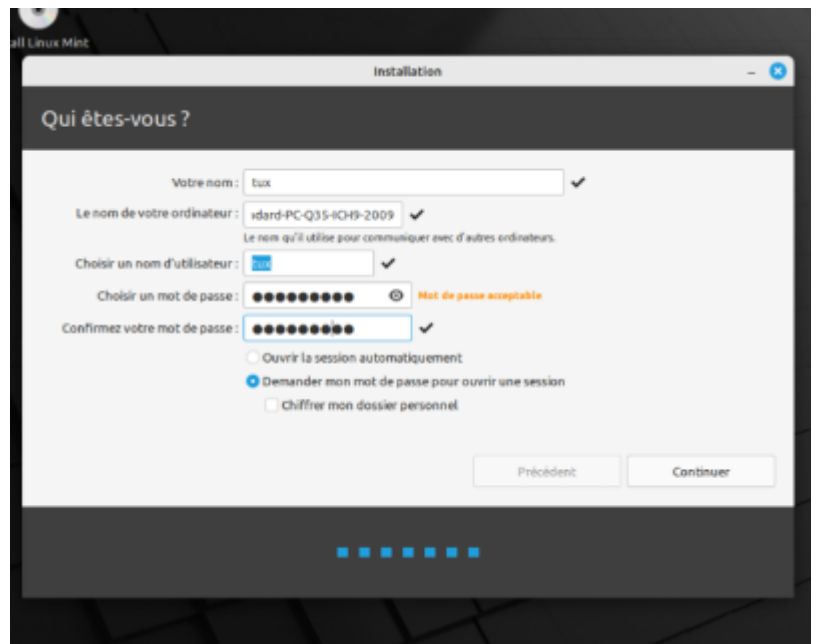 all Linux Mint
Installation
Qui êtes-vous ?
Votre nom : tux
Le nom de votre ordinateur : ndard-PC-Q35-ICH9-2009
Le nom qu'il utilise pour communiquer avec d'autres ordinateurs.
Choisir un nom d'utilisateur : tux
Choisir un mot de passe : ●●●●●●●●● Mot de passe acceptable
Confirmez votre mot de passe : ●●●●●●●●●
Ouvrir la session automatiquement
Demander mon mot de passe pour ouvrir une session
Chiffrer mon dossier personnel
Précédent Continuer